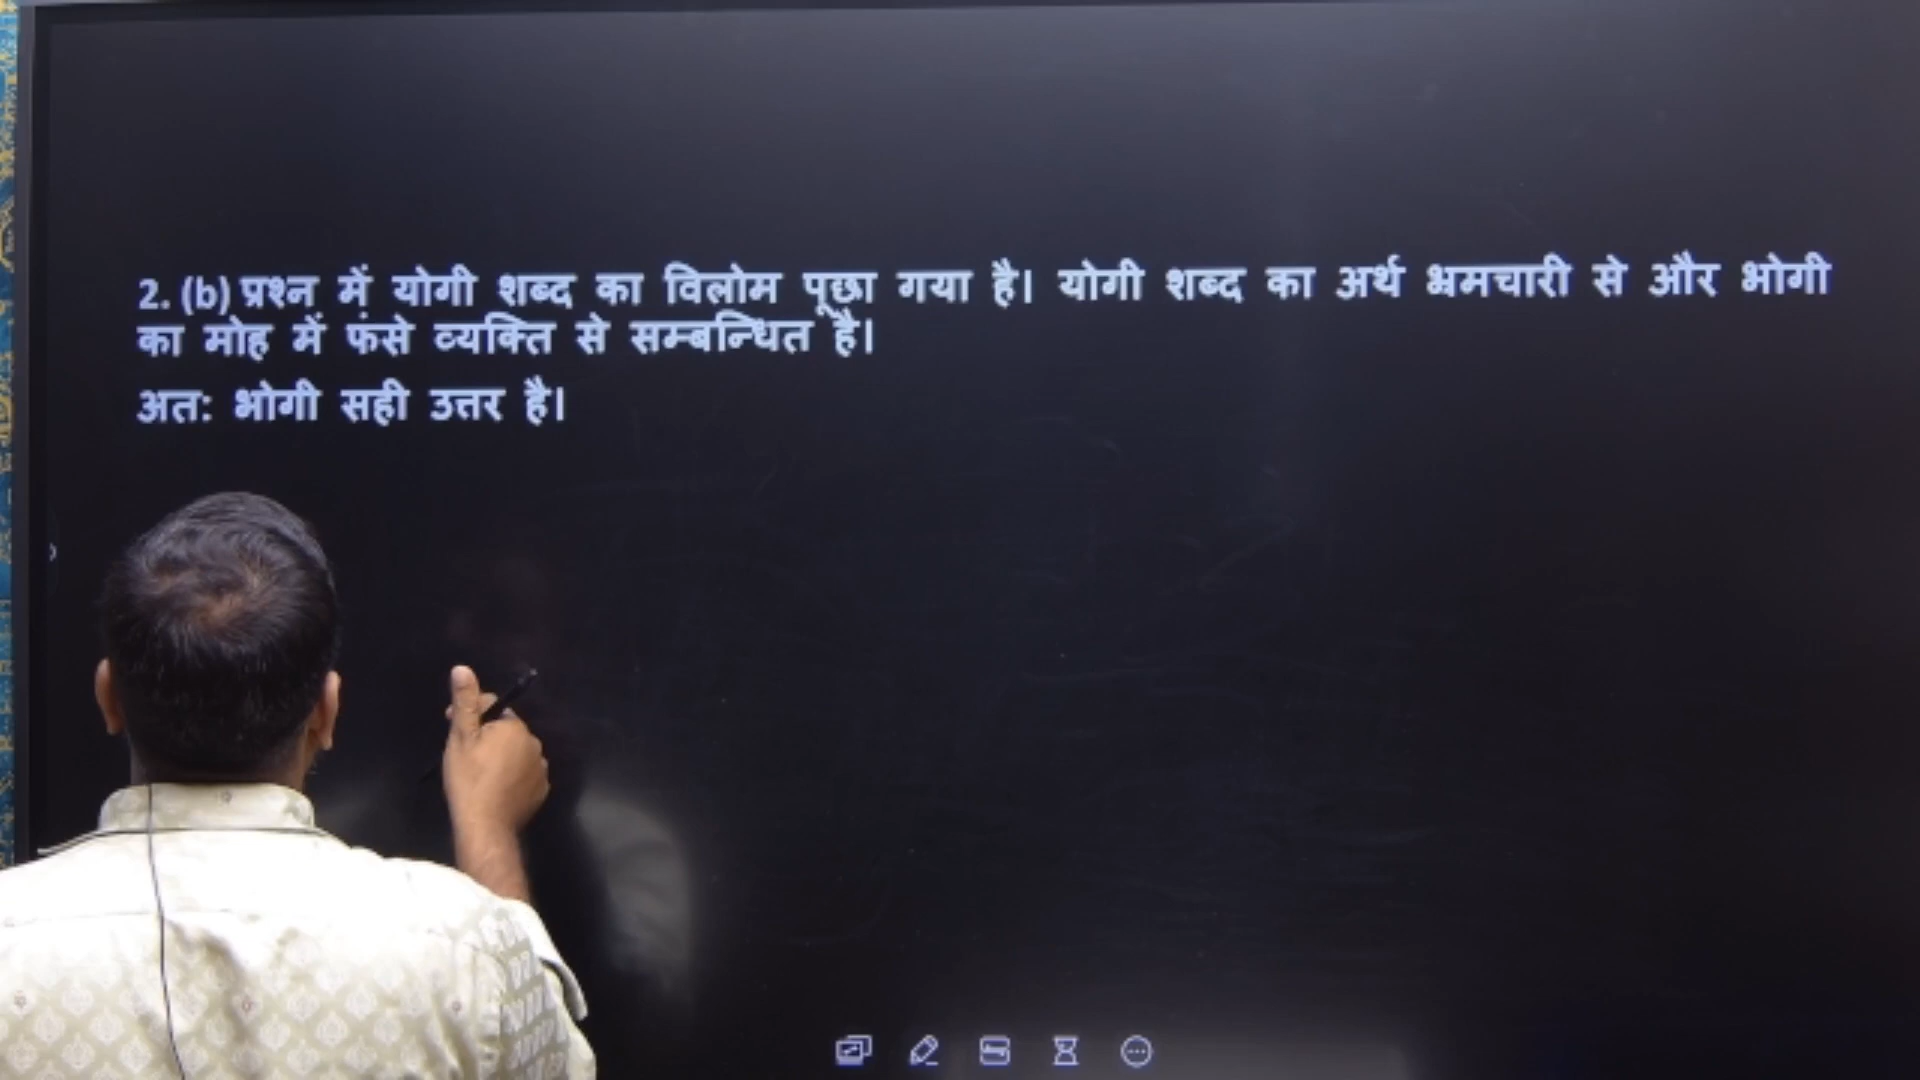 2. (b) प्रश्न में योगी शब्द का विलोम पूछा गया है। योगी शब्द का अर्थ भ्रमचारी से और भोगी
का मोह में फंसे व्यक्ति से सम्बन्धित है।
अतः भोगी सही उत्तर है।